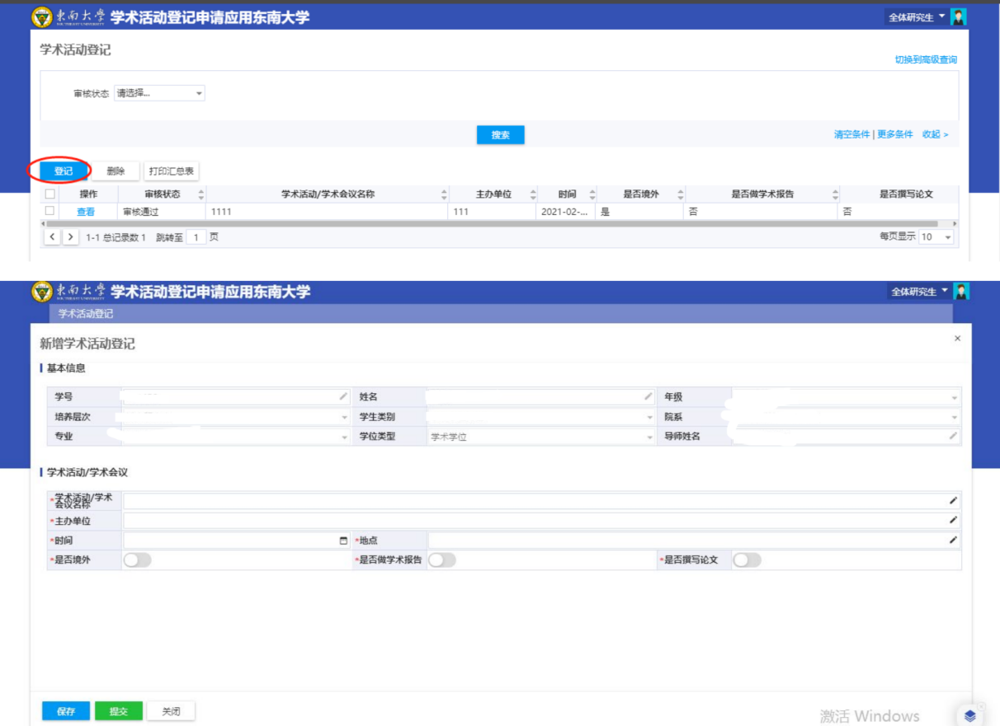 東南大學 学术活动登记申请应用东南大学 全体研究生
学术活动登记
切换到高级查询
审核状态 请选择...
搜索 清空条件 | 更多条件 收起 >
登记 删除 打印汇总表
操作 审核状态 学术活动/学术会议名称 主办单位 时间 是否境外 是否做学术报告 是否撰写论文
查看 审核通过 1111 111 2021-02-... 是 否 否
< > 1-1 总记录数 1 跳转至 1 页 每页显示 10
東南大學 学术活动登记申请应用东南大学 全体研究生
学术活动登记
新增学术活动登记 ×
基本信息
学号 姓名 年级
培养层次 学生类别 院系
专业 学位类型 学术学位 导师姓名
学术活动/学术会议
*学术活动/学术
会议名称
*主办单位
*时间 *地点
*是否境外 *是否做学术报告 *是否撰写论文
保存 提交 关闭 激活 Windows